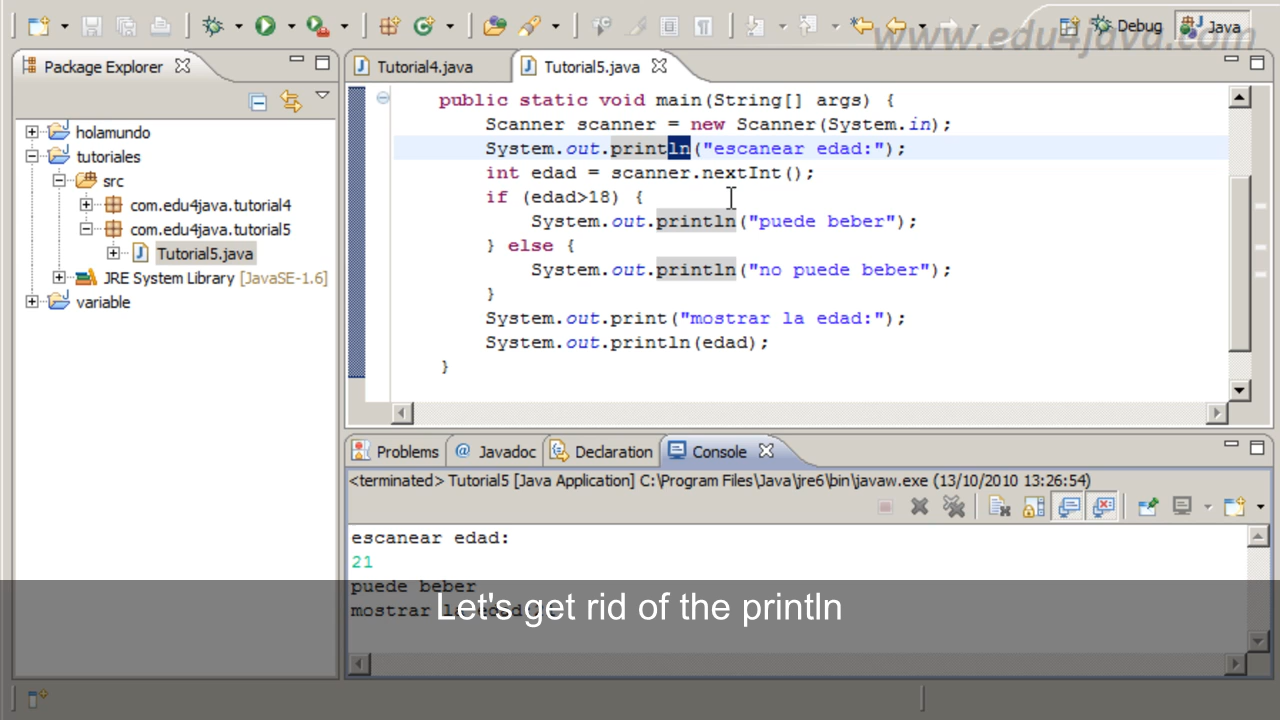 www.edu4java.com
Debug
Java
Package Explorer
holamundo
tutoriales
src
com.edu4java.tutorial4
com.edu4java.tutorial5
Tutorial5.java
JRE System Library [JavaSE-1.6]
variable
Tutorial4.java
Tutorial5.java
public static void main(String[] args) {
Scanner scanner = new Scanner(System.in);
System.out.println("escanear edad:");
int edad = scanner.nextInt();
if (edad>18) {
System.out.println("puede beber");
} else {
System.out.println("no puede beber");
}
System.out.print("mostrar la edad:");
System.out.println(edad);
}
Problems
@ Javadoc
Declaration
Console
<terminated> Tutorial5 [Java Application] C:\Program Files\Java\jre6\bin\javaw.exe (13/10/2010 13:26:54)
escanear edad:
21
puede beber
mostrar la
Let's get rid of the println